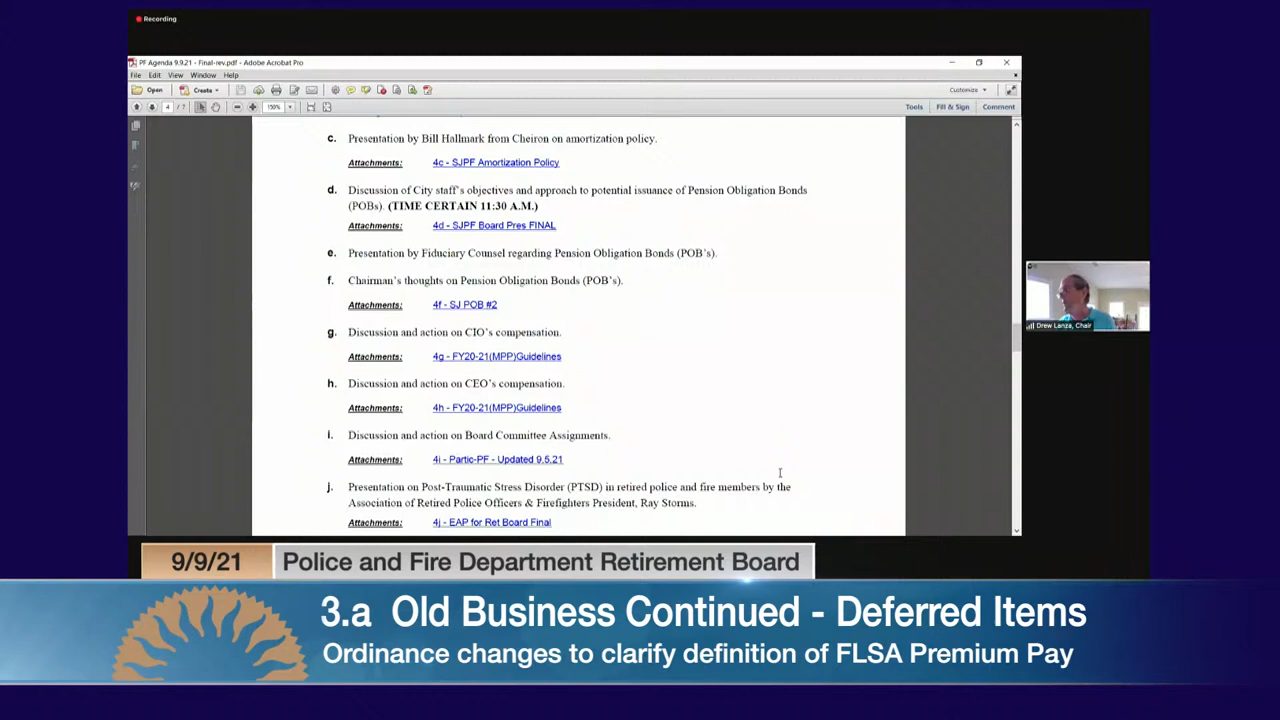 Recording
PF Agenda 9.9.21 - Final-rev.pdf - Adobe Acrobat Pro
File Edit View Window Help
Open Create Customize
4 / 7 150% Tools Fill & Sign Comment
c. Presentation by Bill Hallmark from Cheiron on amortization policy.
Attachments: 4c - SJPF Amortization Policy
d. Discussion of City staff's objectives and approach to potential issuance of Pension Obligation Bonds
(POBs). (TIME CERTAIN 11:30 A.M.)
Attachments: 4d - SJPF Board Pres FINAL
e. Presentation by Fiduciary Counsel regarding Pension Obligation Bonds (POB's).
f. Chairman's thoughts on Pension Obligation Bonds (POB's).
Attachments: 4f - SJ POB #2
g. Discussion and action on CIO's compensation.
Attachments: 4g - FY20-21(MPP)Guidelines
h. Discussion and action on CEO's compensation.
Attachments: 4h - FY20-21(MPP)Guidelines
i. Discussion and action on Board Committee Assignments.
Attachments: 4i - Partic-PF - Updated 9.5.21
j. Presentation on Post-Traumatic Stress Disorder (PTSD) in retired police and fire members by the
Association of Retired Police Officers & Firefighters President, Ray Storms.
Attachments: 4j - EAP for Ret Board Final
Drew Lanza, Chair
9/9/21 Police and Fire Department Retirement Board
3.a Old Business Continued - Deferred Items
Ordinance changes to clarify definition of FLSA Premium Pay